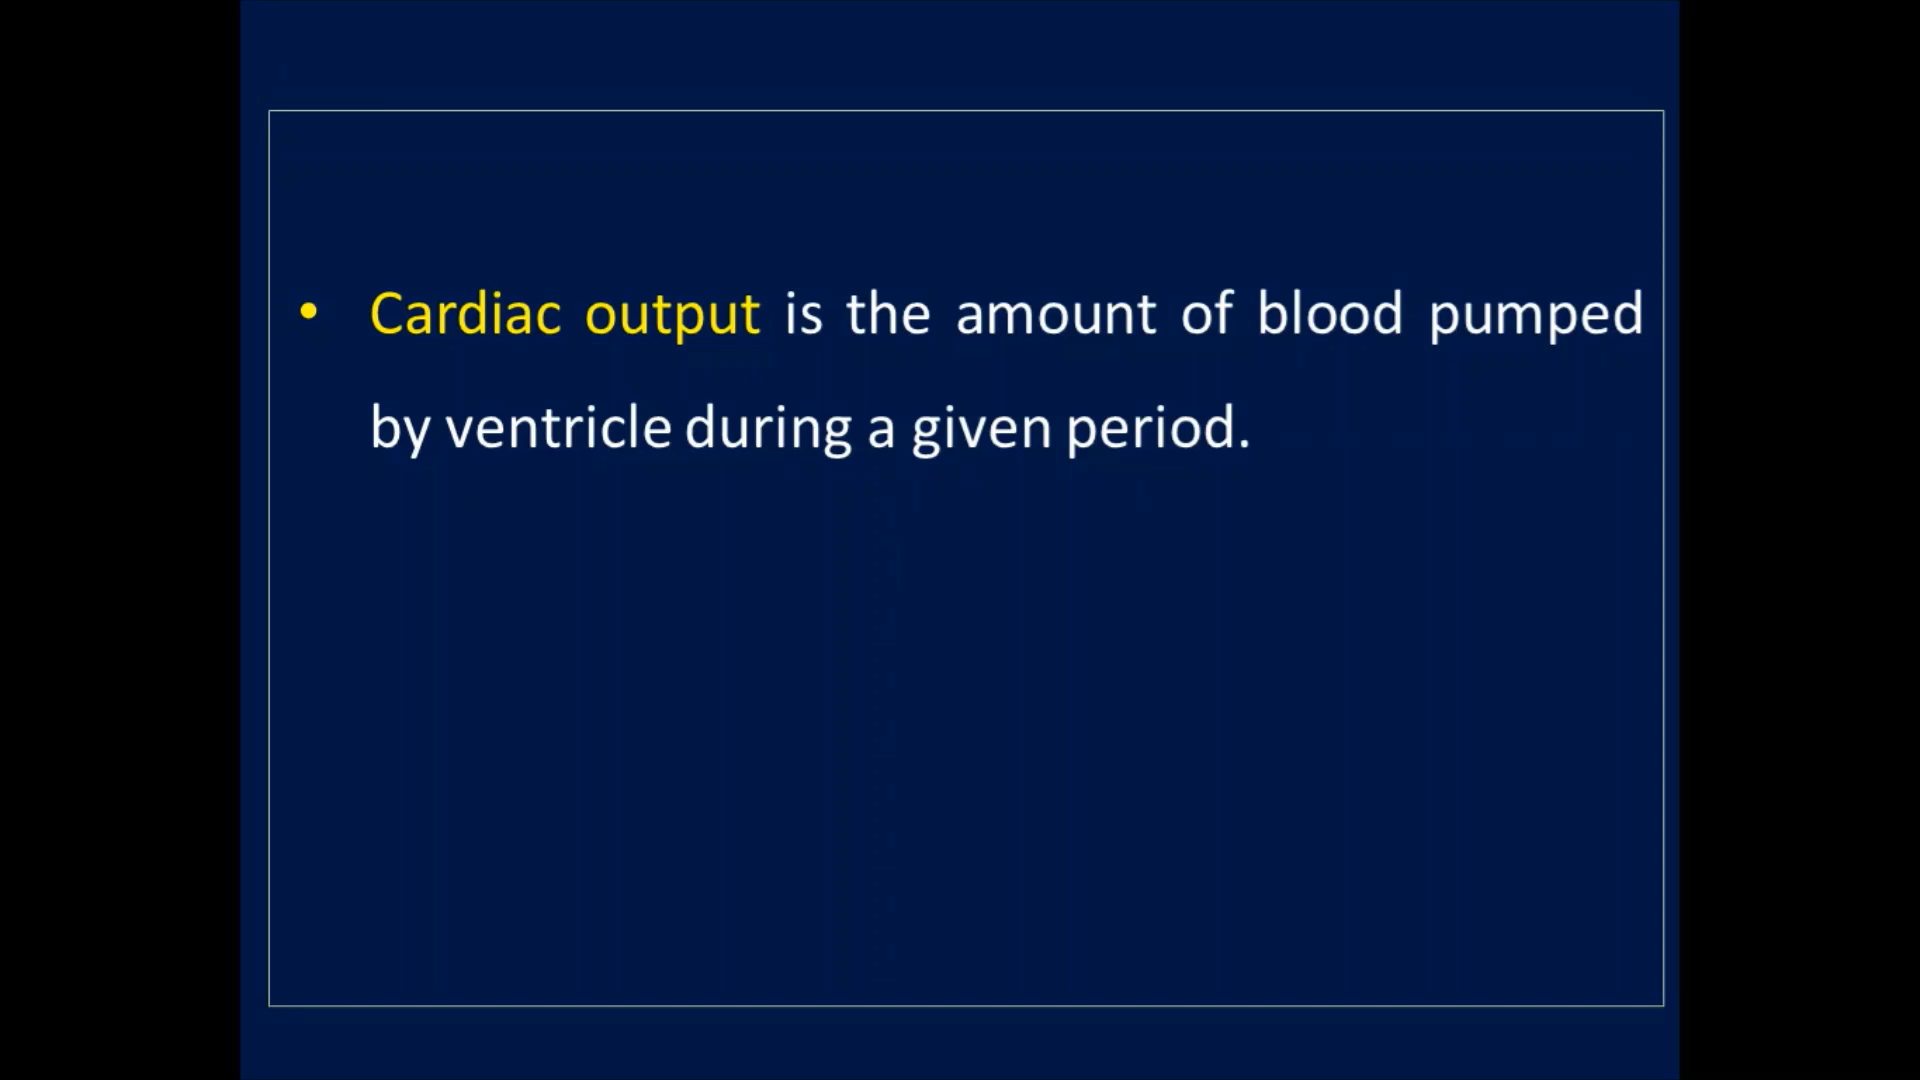 • Cardiac output is the amount of blood pumped
by ventricle during a given period.